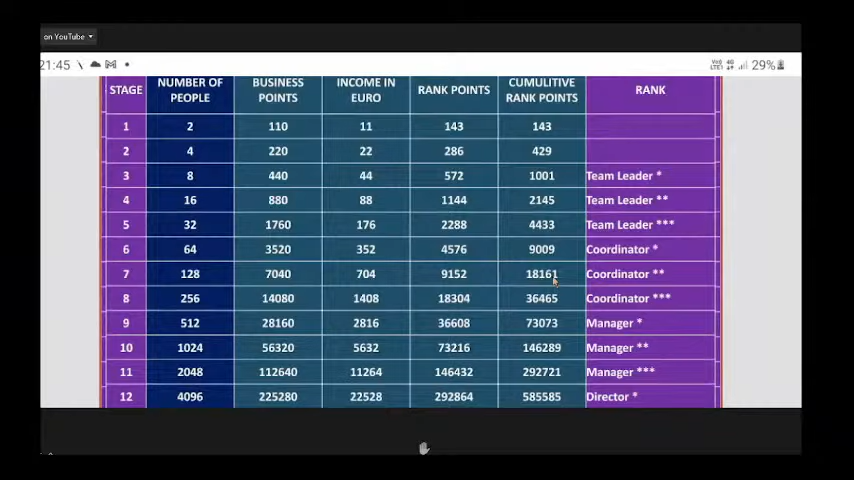 on YouTube
21:45 29%
STAGE NUMBER OF PEOPLE BUSINESS POINTS INCOME IN EURO RANK POINTS CUMULITIVE RANK POINTS RANK
1 2 110 11 143 143
2 4 220 22 286 429
3 8 440 44 572 1001 Team Leader *
4 16 880 88 1144 2145 Team Leader **
5 32 1760 176 2288 4433 Team Leader ***
6 64 3520 352 4576 9009 Coordinator *
7 128 7040 704 9152 18161 Coordinator **
8 256 14080 1408 18304 36465 Coordinator ***
9 512 28160 2816 36608 73073 Manager *
10 1024 56320 5632 73216 146289 Manager **
11 2048 112640 11264 146432 292721 Manager ***
12 4096 225280 22528 292864 585585 Director *